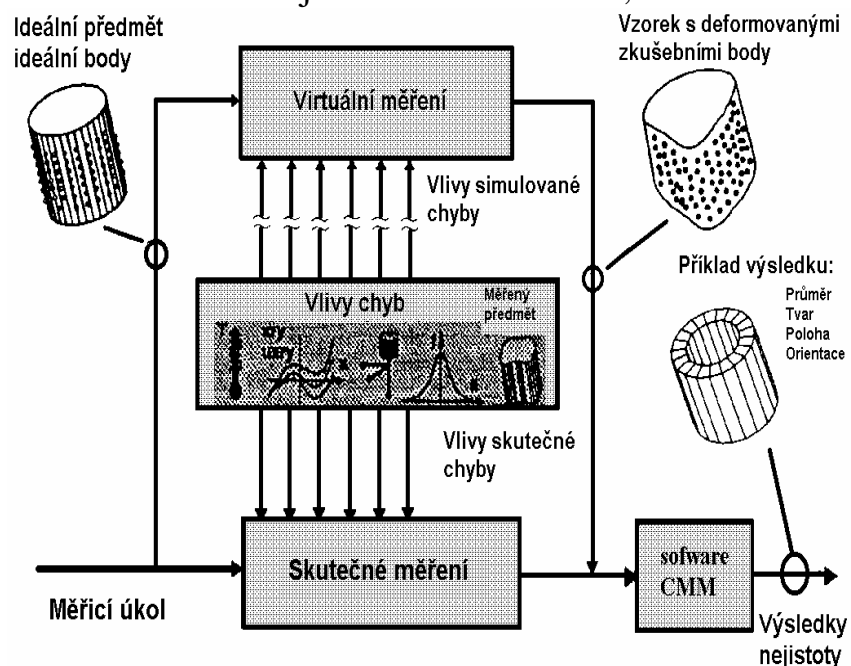 Ideální předmět
ideální body
Vzorek s deformovanými
zkušebními body
Virtuální měření
Vlivy simulované
chyby
Příklad výsledku:
Průměr
Tvar
Poloha
Orientace
Vlivy chyb
Měřený
předmět
Vlivy skutečné
chyby
Skutečné měření
sofware
CMM
Měřicí úkol
Výsledky
nejistoty